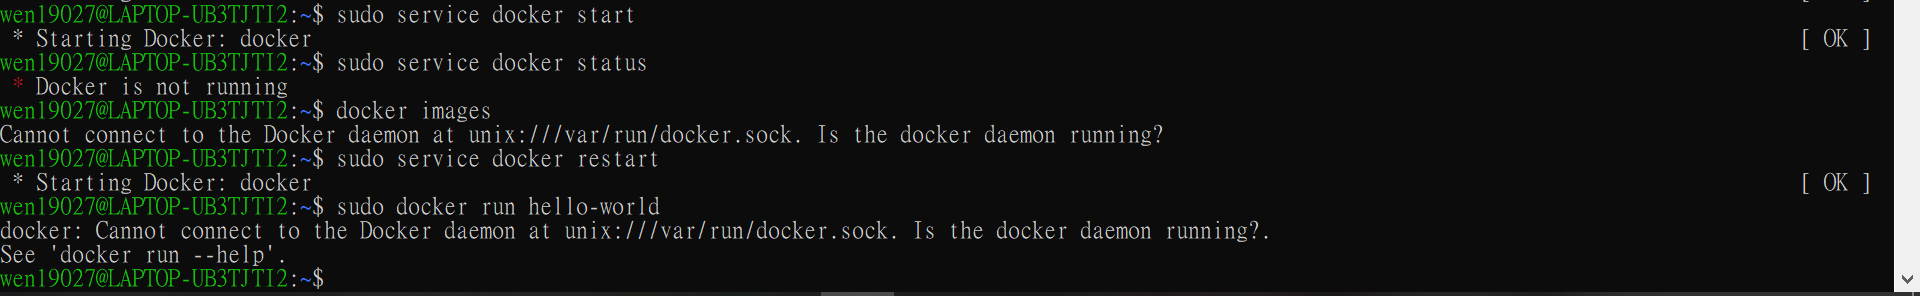 wen19027@LAPTOP-UB3TJTI2:~$ sudo service docker start
 * Starting Docker: docker [ OK ]
wen19027@LAPTOP-UB3TJTI2:~$ sudo service docker status
 * Docker is not running
wen19027@LAPTOP-UB3TJTI2:~$ docker images
Cannot connect to the Docker daemon at unix:///var/run/docker.sock. Is the docker daemon running?
wen19027@LAPTOP-UB3TJTI2:~$ sudo service docker restart
 * Starting Docker: docker [ OK ]
wen19027@LAPTOP-UB3TJTI2:~$ sudo docker run hello-world
docker: Cannot connect to the Docker daemon at unix:///var/run/docker.sock. Is the docker daemon running?.
See 'docker run --help'.
wen19027@LAPTOP-UB3TJTI2:~$